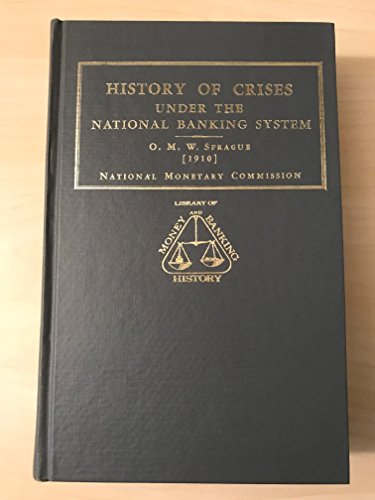 HISTORY OF CRISES
UNDER THE
NATIONAL BANKING SYSTEM
O. M. W. SPRAGUE
[1910]
NATIONAL MONETARY COMMISSION
LIBRARY OF
MONEY
AND
BANKING
HISTORY